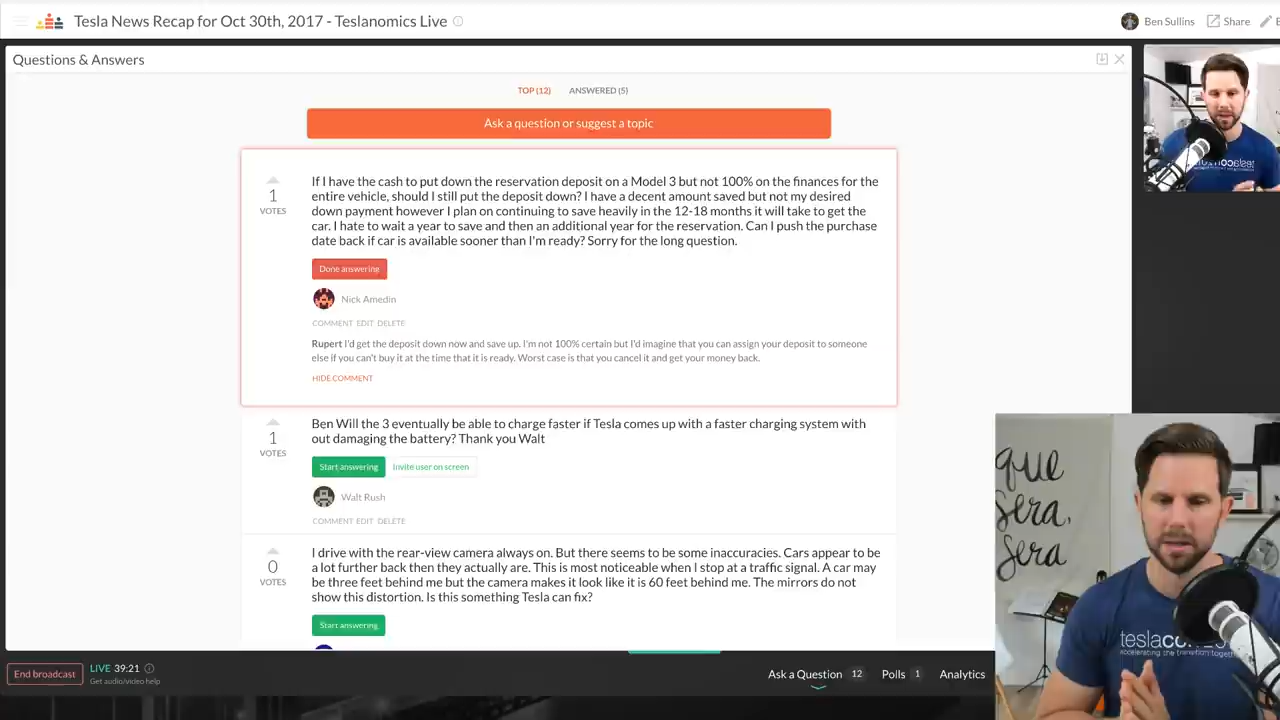 Tesla News Recap for Oct 30th, 2017 - Teslanomics Live
Ben Sullins
Share
Questions & Answers
TOP (12)
ANSWERED (5)
Ask a question or suggest a topic
1
VOTES
If I have the cash to put down the reservation deposit on a Model 3 but not 100% on the finances for the
entire vehicle, should I still put the deposit down? I have a decent amount saved but not my desired
down payment however I plan on continuing to save heavily in the 12-18 months it will take to get the
car. I hate to wait a year to save and then an additional year for the reservation. Can I push the purchase
date back if car is available sooner than I'm ready? Sorry for the long question.
Done answering
Nick Amedin
COMMENT EDIT DELETE
Rupert I'd get the deposit down now and save up. I'm not 100% certain but I'd imagine that you can assign your deposit to someone
else if you can't buy it at the time that it is ready. Worst case is that you cancel it and get your money back.
HIDE COMMENT
1
VOTES
Ben Will the 3 eventually be able to charge faster if Tesla comes up with a faster charging system with
out damaging the battery? Thank you Walt
Start answering
Invite user on screen
Walt Rush
COMMENT EDIT DELETE
0
VOTES
I drive with the rear-view camera always on. But there seems to be some inaccuracies. Cars appear to be
a lot further back then they actually are. This is most noticeable when I stop at a traffic signal. A car may
be three feet behind me but the camera makes it look like it is 60 feet behind me. The mirrors do not
show this distortion. Is this something Tesla can fix?
Start answering
que
sera,
sera
End broadcast
LIVE 39:21
Get audio/video help
Ask a Question 12
Polls 1
Analytics